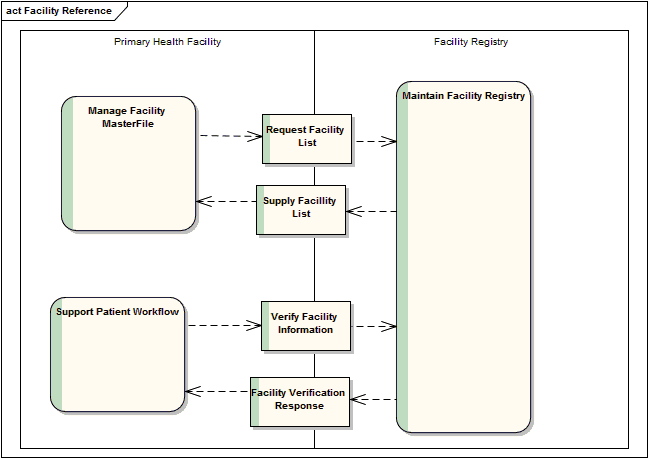 act Facility Reference
Primary Health Facility
Facility Registry
Manage Facility
MasterFile
Maintain Facility Registry
Request Facility
List
Supply Facillity
List
Support Patient Workflow
Verify Facility
Information
Facility Verification
Response